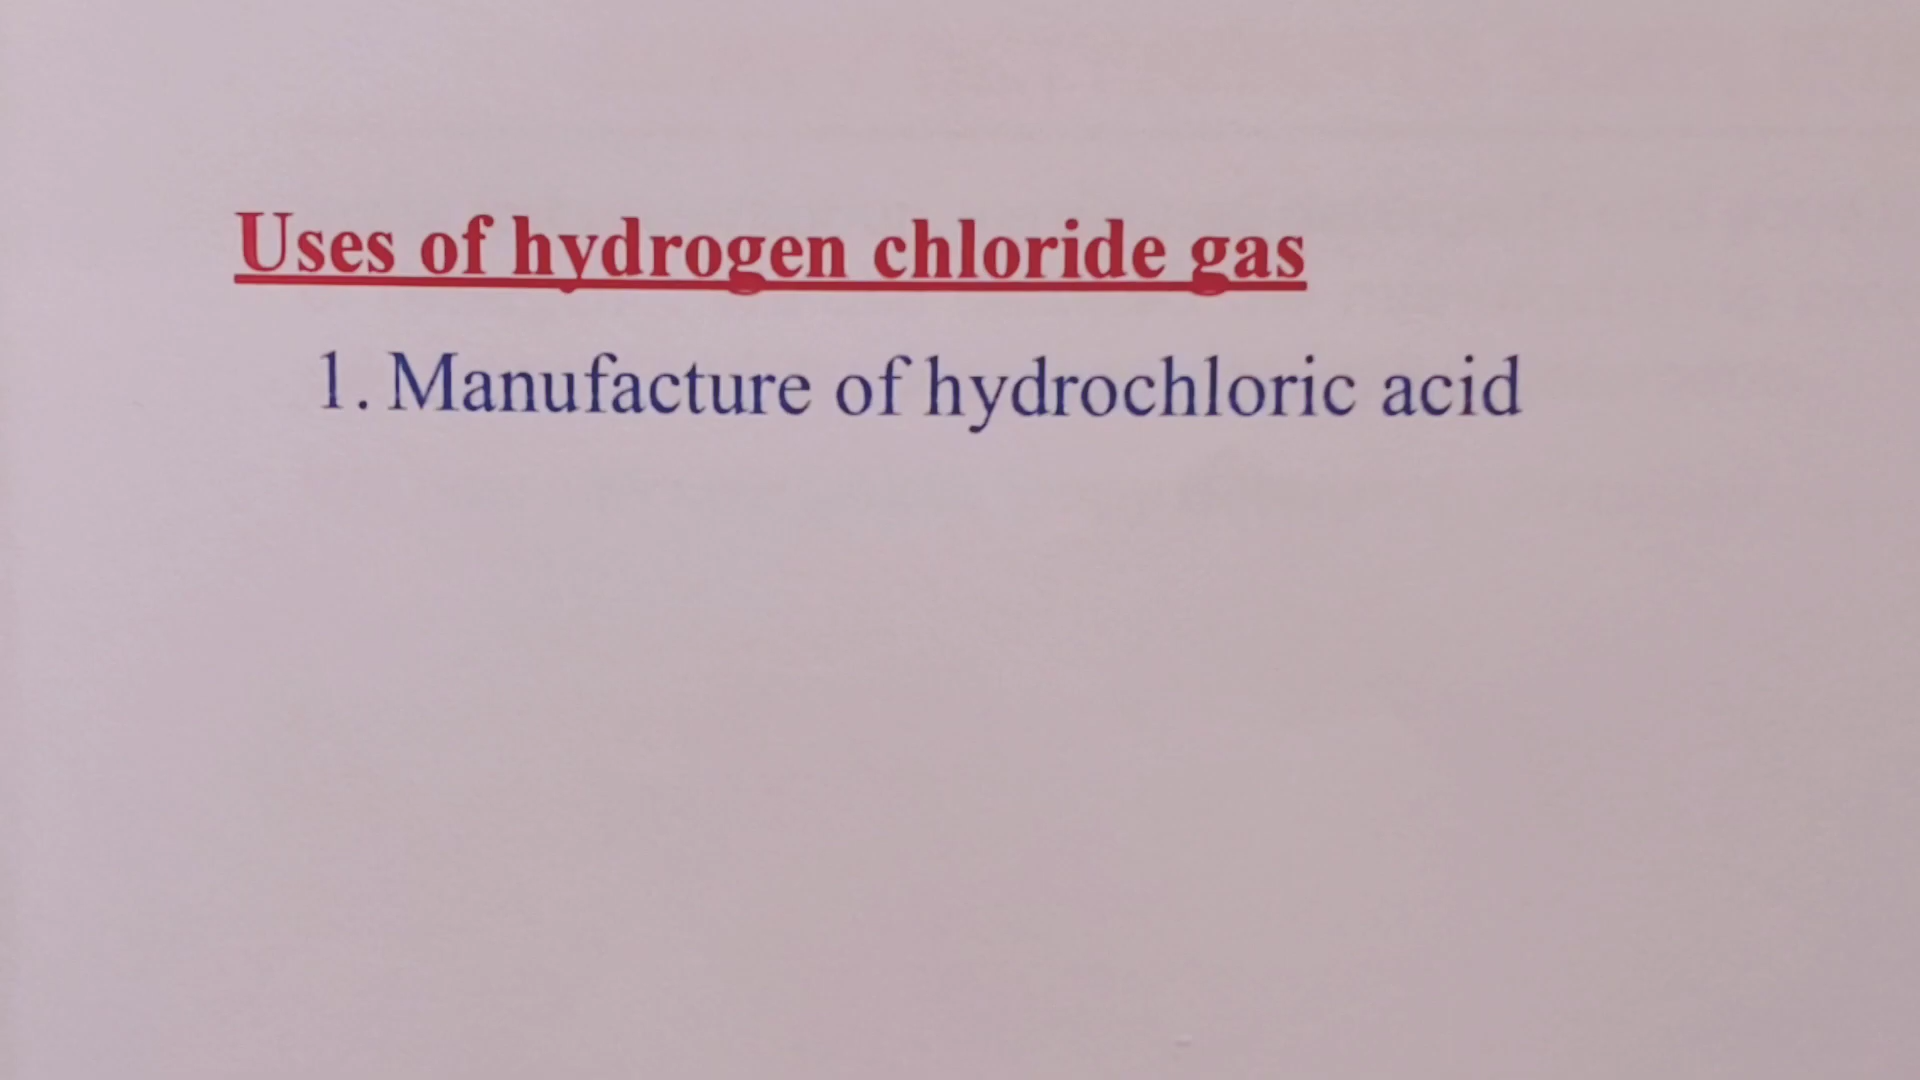 Uses of hydrogen chloride gas
1. Manufacture of hydrochloric acid